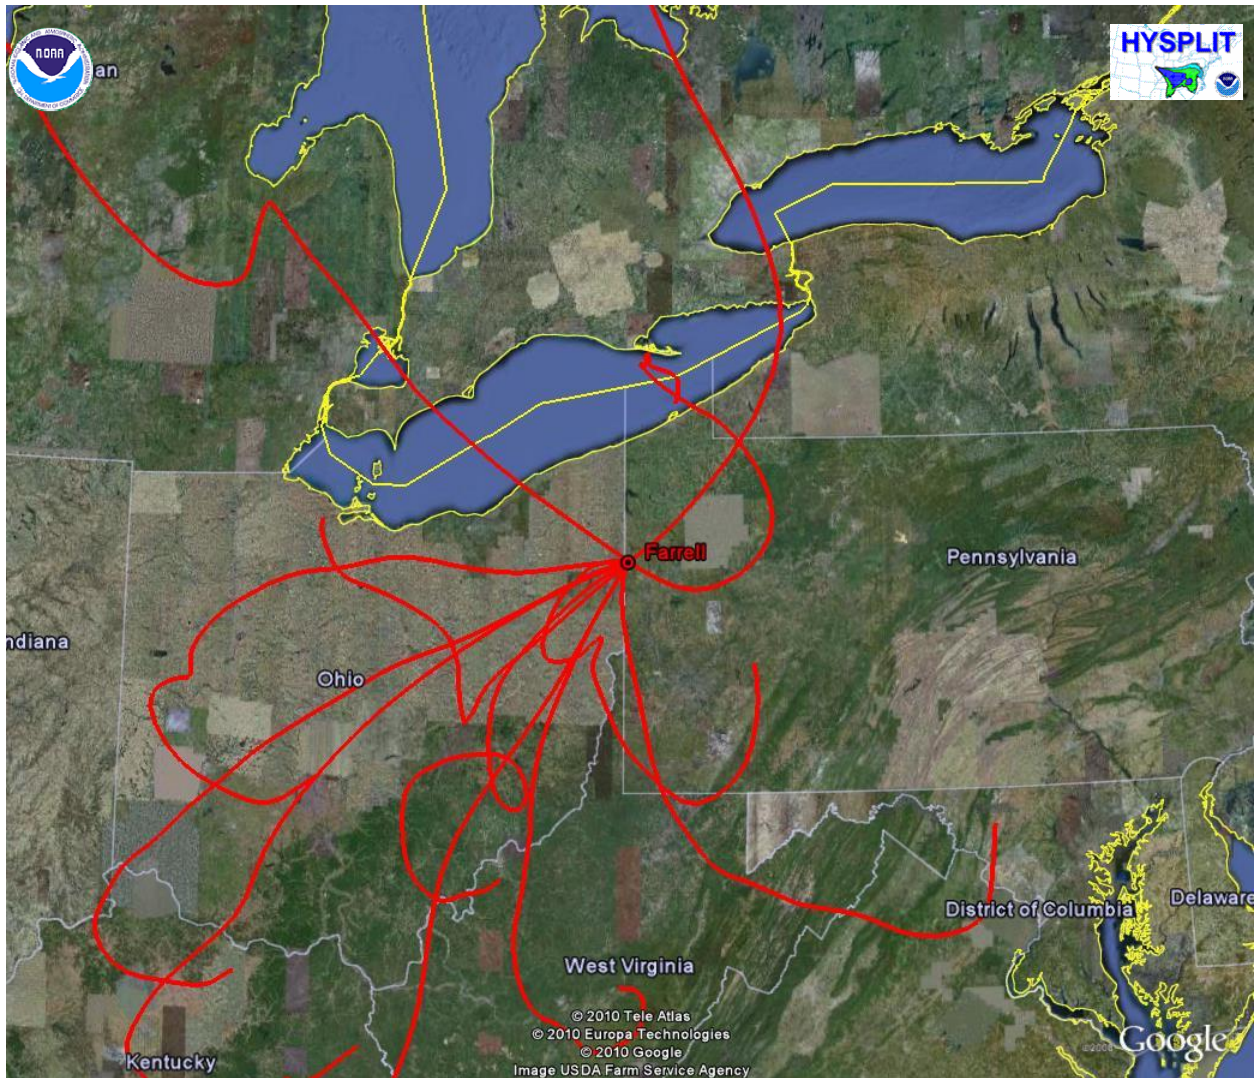 NOAA
an
HYSPLIT
Farrell
Pennsylvania
ndiana
Ohio
Delaware
District of Columbia
West Virginia
© 2010 Tele Atlas
© 2010 Europa Technologies
© 2010 Google
Image USDA Farm Service Agency
©2008 Google
Kentucky